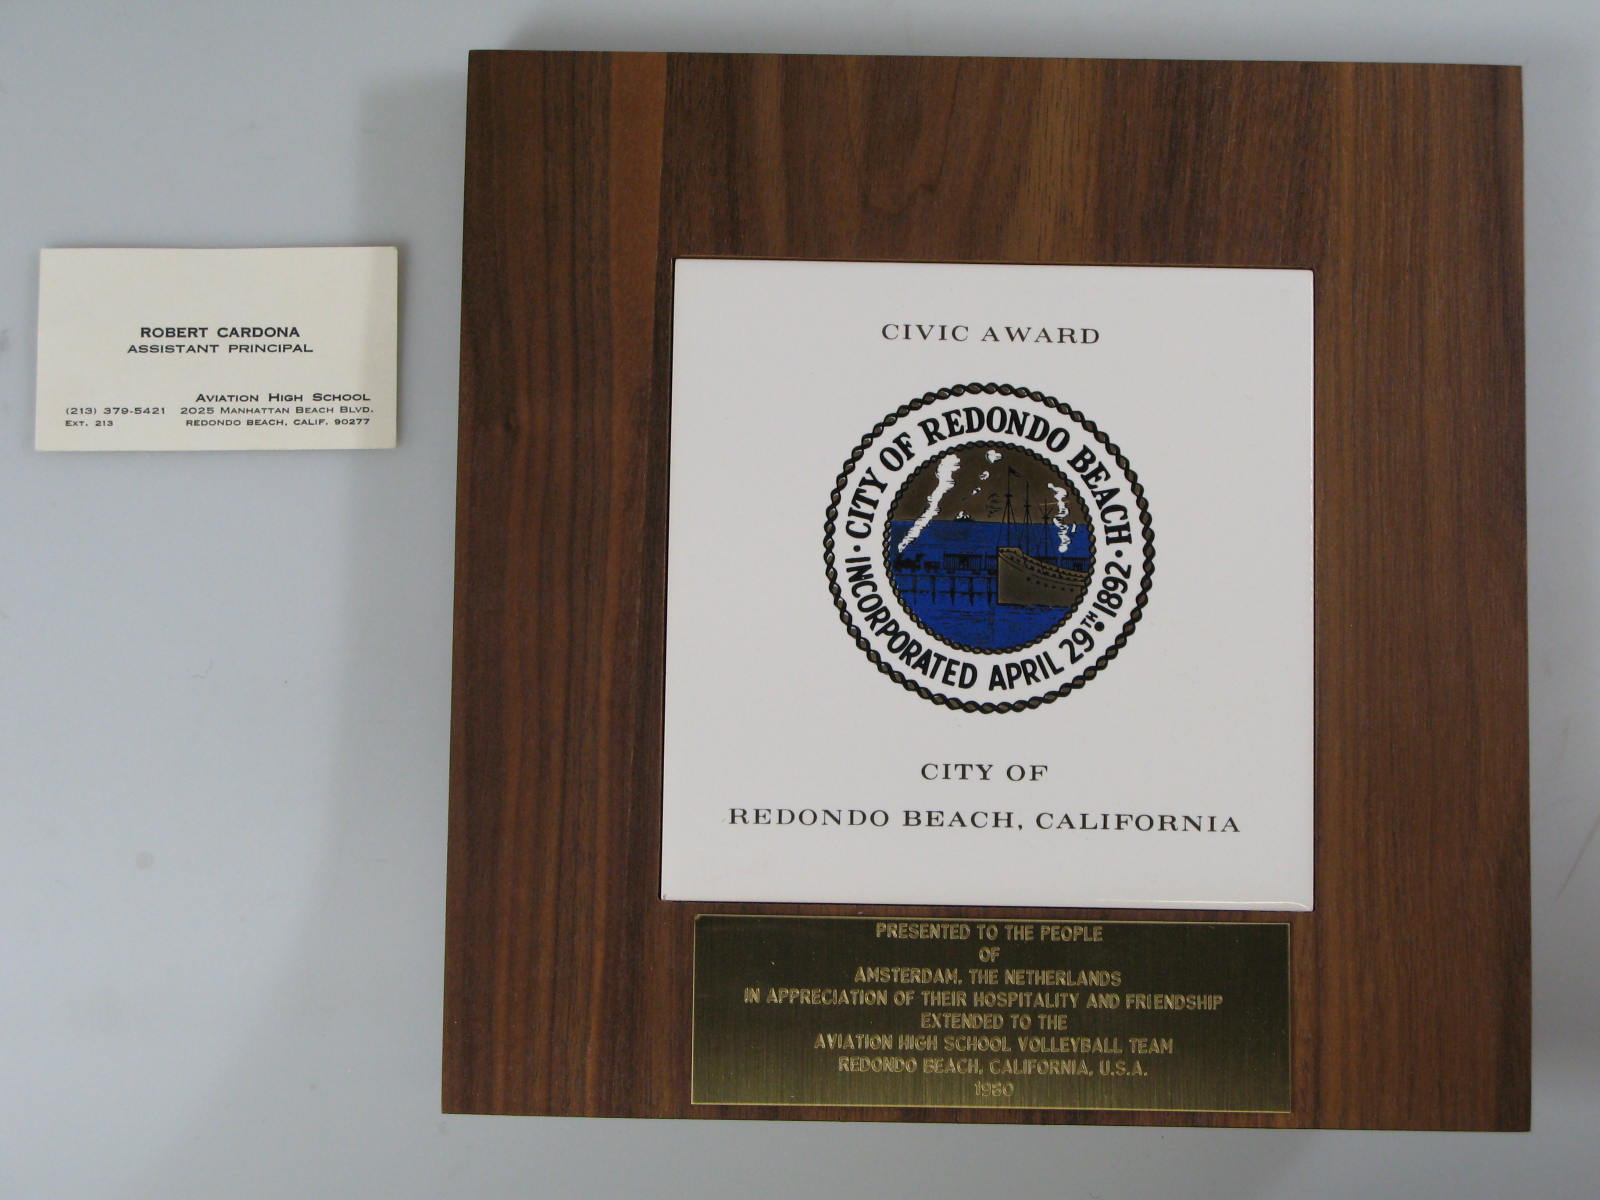 ROBERT CARDONA
ASSISTANT PRINCIPAL
AVIATION HIGH SCHOOL
(213) 379-5421 2025 MANHATTAN BEACH BLVD.
EXT. 213 REDONDO BEACH, CALIF. 90277
CIVIC AWARD
· CITY OF REDONDO BEACH ·
INCORPORATED APRIL 29TH 1892
CITY OF
REDONDO BEACH, CALIFORNIA
PRESENTED TO THE PEOPLE
OF
AMSTERDAM, THE NETHERLANDS
IN APPRECIATION OF THEIR HOSPITALITY AND FRIENDSHIP
EXTENDED TO THE
AVIATION HIGH SCHOOL VOLLEYBALL TEAM
REDONDO BEACH, CALIFORNIA, U.S.A.
1980